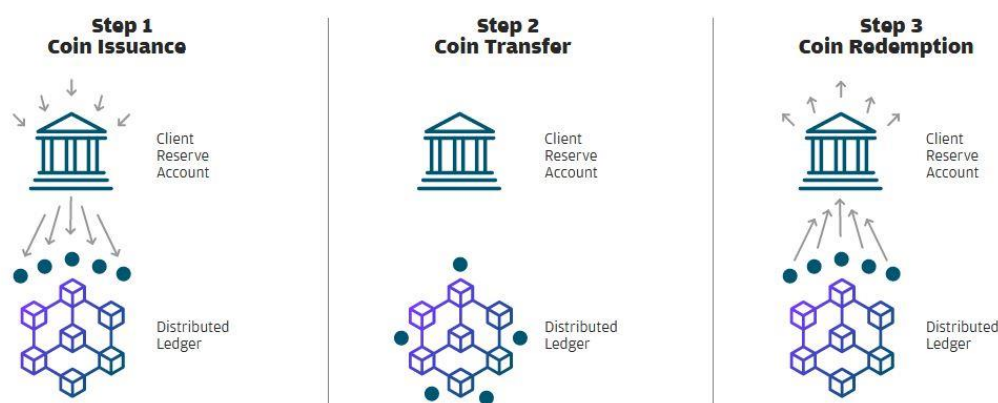 Step 1
Coin Issuance
Client
Reserve
Account
Distributed
Ledger
Step 2
Coin Transfer
Client
Reserve
Account
Distributed
Ledger
Step 3
Coin Redemption
Client
Reserve
Account
Distributed
Ledger